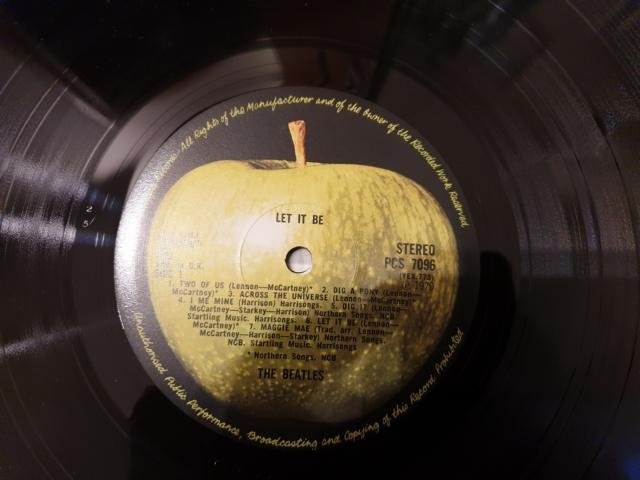 All Rights of the Manufacturer and of the Owner of the Recorded Work Reserved
LET IT BE
STEREO
PCS 7096
(YEX.773)
℗ 1970
SIDE 1
1. TWO OF US (Lennon—McCartney)* 2. DIG A PONY (Lennon—
McCartney)* 3. ACROSS THE UNIVERSE (Lennon—McCartney)
4. I ME MINE (Harrison) Harrisongs. 5. DIG IT (Lennon—
McCartney—Starkey—Harrison) Northern Songs. NCB.
Startling Music. Harrisongs. 6. LET IT BE (Lennon—
McCartney)* 7. MAGGIE MAE (Trad. arr. Lennon—
McCartney—Harrison—Starkey) Northern Songs.
NCB. Startling Music. Harrisongs
* Northern Songs. NCB
THE BEATLES
Unauthorised Public Performance, Broadcasting and Copying of this Record Prohibited
2
5